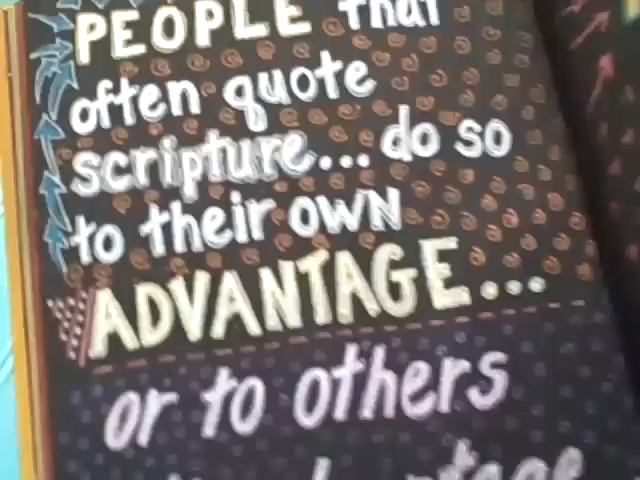 PEOPLE that
often quote
scripture... do so
to their OWN
ADVANTAGE...
or to others